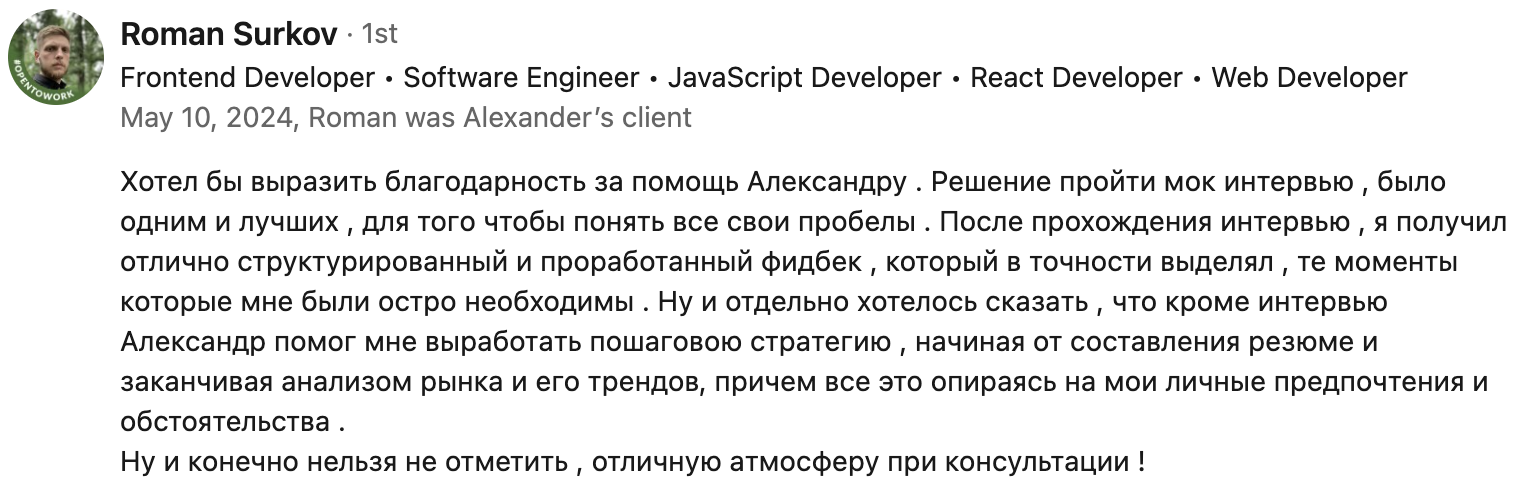 Roman Surkov · 1st
Frontend Developer • Software Engineer • JavaScript Developer • React Developer • Web Developer
May 10, 2024, Roman was Alexander’s client
#OPENTOWORK
Хотел бы выразить благодарность за помощь Александру . Решение пройти мок интервью , было
одним и лучших , для того чтобы понять все свои пробелы . После прохождения интервью , я получил
отлично структурированный и проработанный фидбек , который в точности выделял , те моменты
которые мне были остро необходимы . Ну и отдельно хотелось сказать , что кроме интервью
Александр помог мне выработать пошаговою стратегию , начиная от составления резюме и
заканчивая анализом рынка и его трендов, причем все это опираясь на мои личные предпочтения и
обстоятельства .
Ну и конечно нельзя не отметить , отличную атмосферу при консультации !